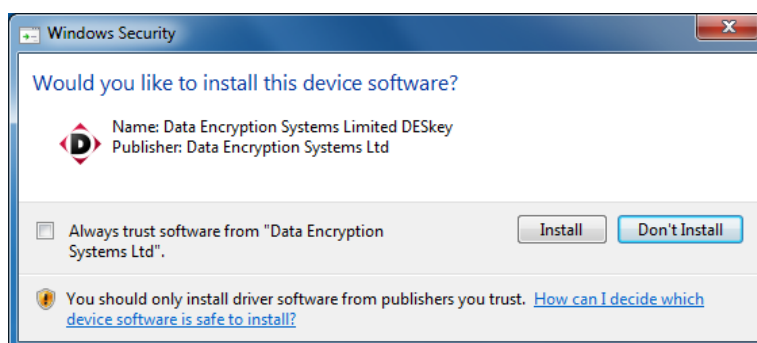 Windows Security
Would you like to install this device software?
D
Name: Data Encryption Systems Limited DESkey
Publisher: Data Encryption Systems Ltd
Always trust software from "Data Encryption
Systems Ltd".
Install
Don't Install
You should only install driver software from publishers you trust. How can I decide which
device software is safe to install?